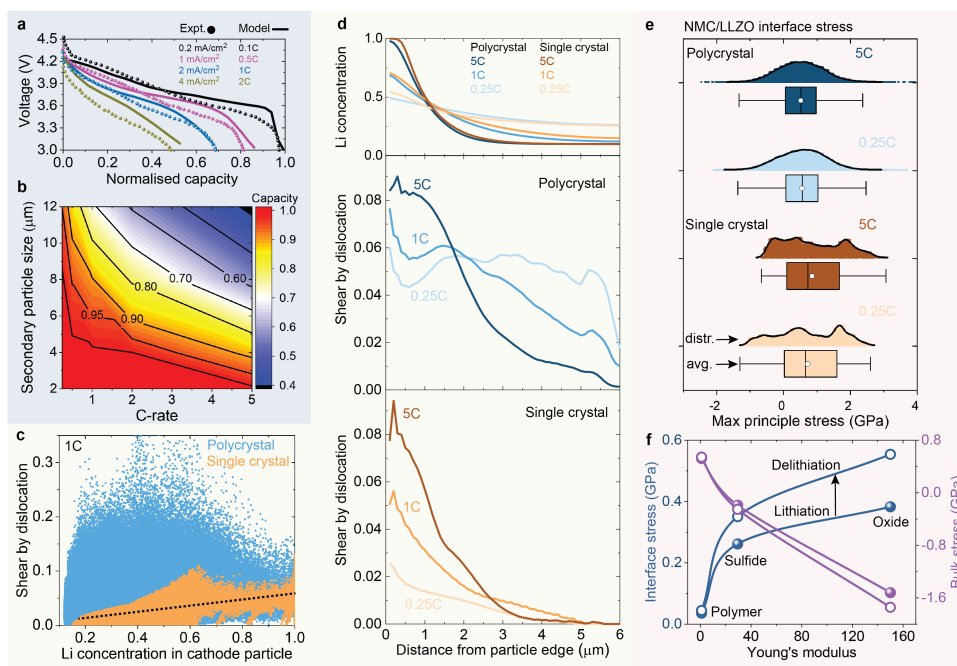 a
Expt. Model
0.2 mA/cm² 0.1C
1 mA/cm² 0.5C
2 mA/cm² 1C
4 mA/cm² 2C
4.5
4.2
3.9
3.6
3.3
3.0
Voltage (V)
0.0 0.2 0.4 0.6 0.8 1.0
Normalised capacity
b
Capacity
12
10
8
6
4
2
Secondary particle size (μm)
0.95 0.90 0.80 0.70 0.60
1 2 3 4 5
C-rate
1.0
0.9
0.8
0.7
0.6
0.5
0.4
c
1C
Polycrystal
Single crystal
0.3
0.2
0.1
0.0
Shear by dislocation
0.2 0.4 0.6 0.8 1.0
Li concentration in cathode particle
d
Polycrystal Single crystal
5C 5C
1C 1C
0.25C 0.25C
1.0
0.5
0.0
Li concentration
Polycrystal
5C
1C
0.25C
0.08
0.06
0.04
0.02
0.00
Shear by dislocation
Single crystal
5C
1C
0.25C
0.08
0.06
0.04
0.02
0.00
Shear by dislocation
0 1 2 3 4 5 6
Distance from particle edge (μm)
e
NMC/LLZO interface stress
Polycrystal 5C
0.25C
Single crystal 5C
0.25C
distr.
avg.
-2 0 2 4
Max principle stress (GPa)
f
0.6
0.4
0.2
0.0
Interface stress (GPa)
Delithiation
Lithiation
Oxide
Sulfide
Polymer
0.8
0.0
-0.8
-1.6
Bulk stress (GPa)
0 40 80 120 160
Young's modulus